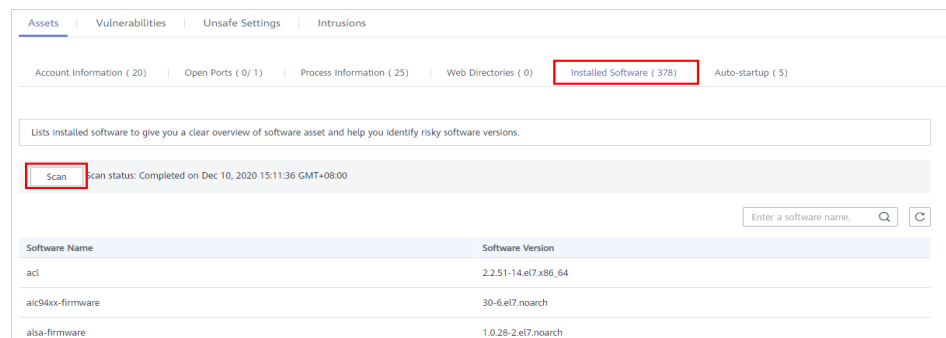 Assets Vulnerabilities Unsafe Settings Intrusions
Account Information ( 20) Open Ports ( 0/ 1) Process Information ( 25) Web Directories ( 0) Installed Software ( 378) Auto-startup ( 5)
Lists installed software to give you a clear overview of software asset and help you identify risky software versions.
Scan Scan status: Completed on Dec 10, 2020 15:11:36 GMT+08:00
Enter a software name.
Software Name Software Version
acl 2.2.51-14.el7.x86_64
aic94xx-firmware 30-6.el7.noarch
alsa-firmware 1.0.28-2.el7.noarch